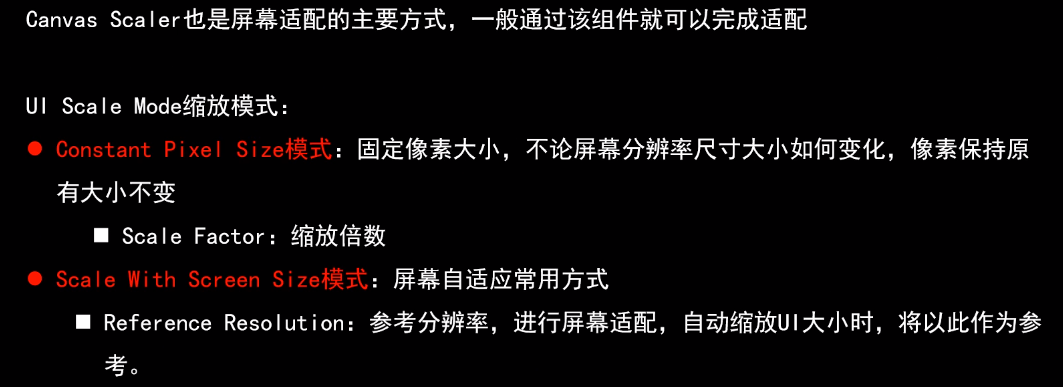 Canvas Scaler也是屏幕适配的主要方式，一般通过该组件就可以完成适配
UI Scale Mode缩放模式：
● Constant Pixel Size模式：固定像素大小，不论屏幕分辨率尺寸大小如何变化，像素保持原
有大小不变
■ Scale Factor：缩放倍数
● Scale With Screen Size模式：屏幕自适应常用方式
■ Reference Resolution：参考分辨率，进行屏幕适配，自动缩放UI大小时，将以此作为参
考。